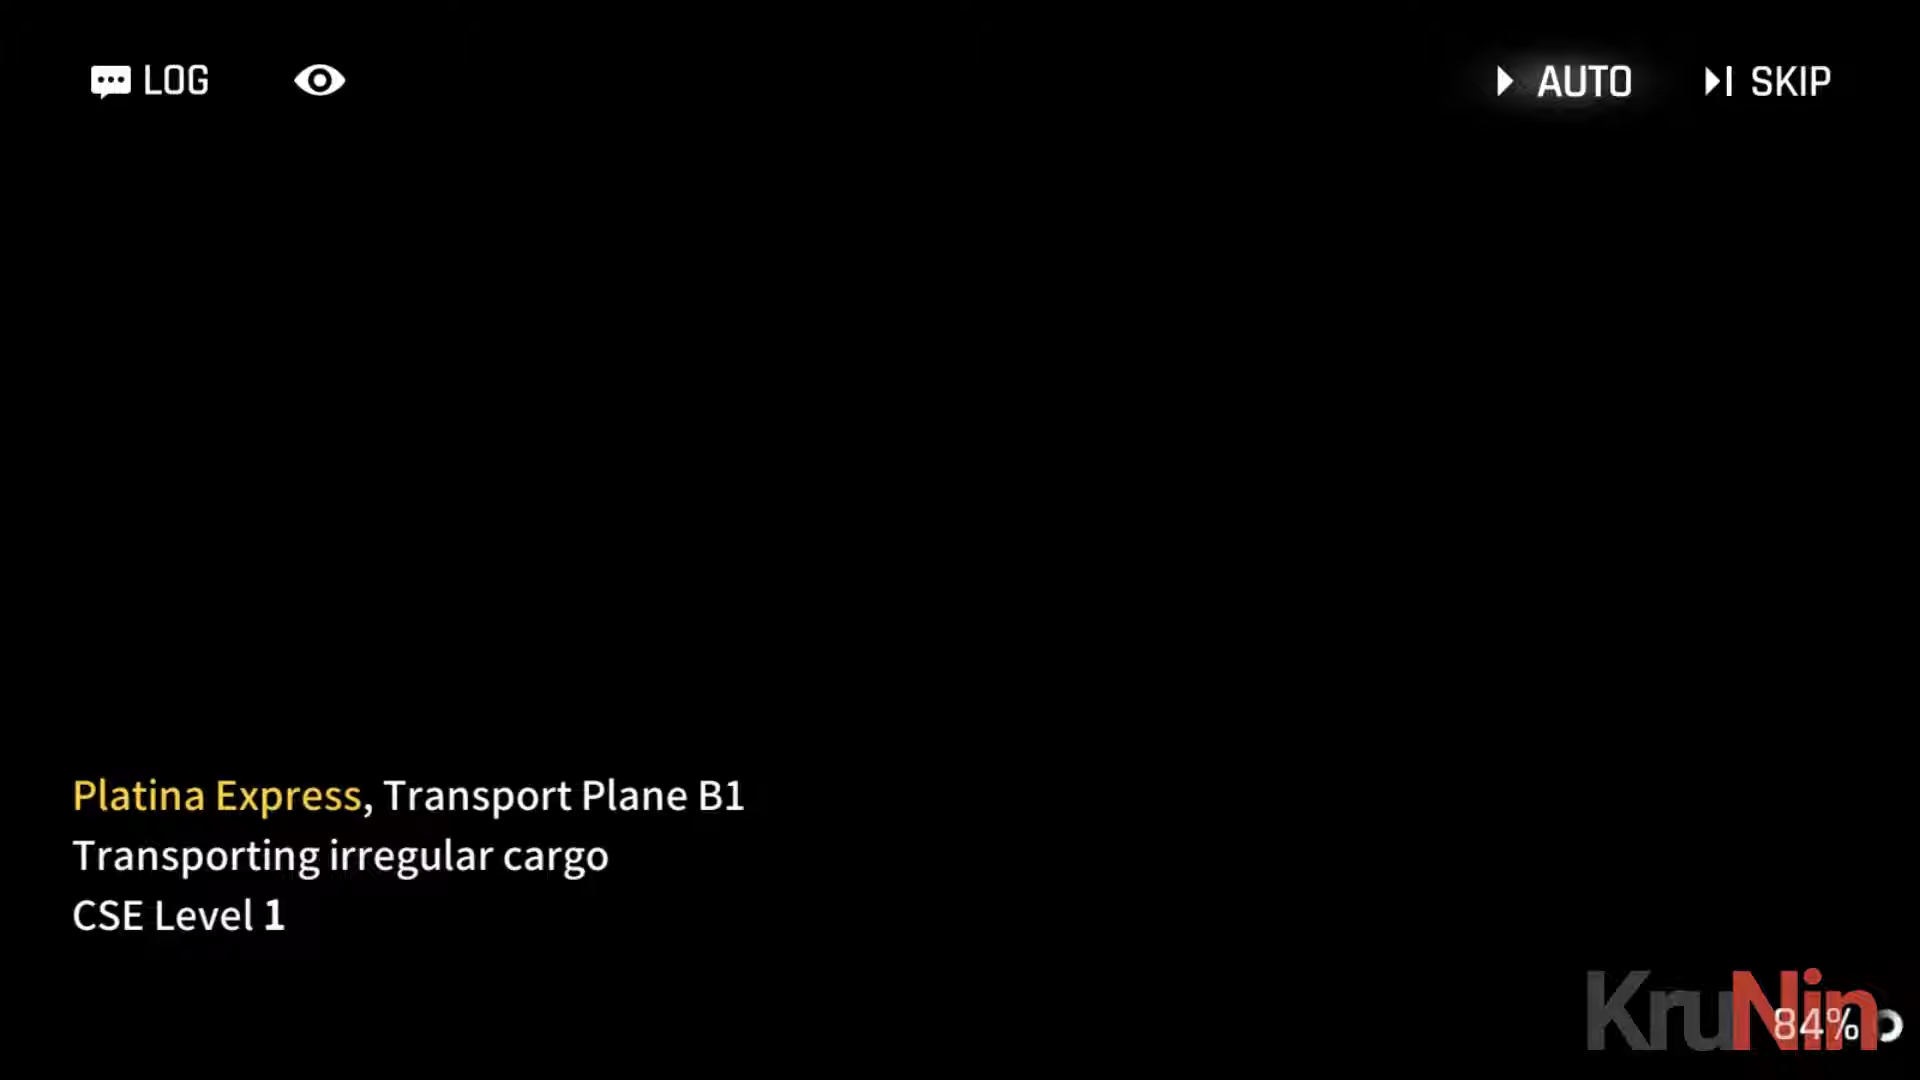 LOG
AUTO
SKIP
Platina Express, Transport Plane B1
Transporting irregular cargo
CSE Level 1
KruNin
84%